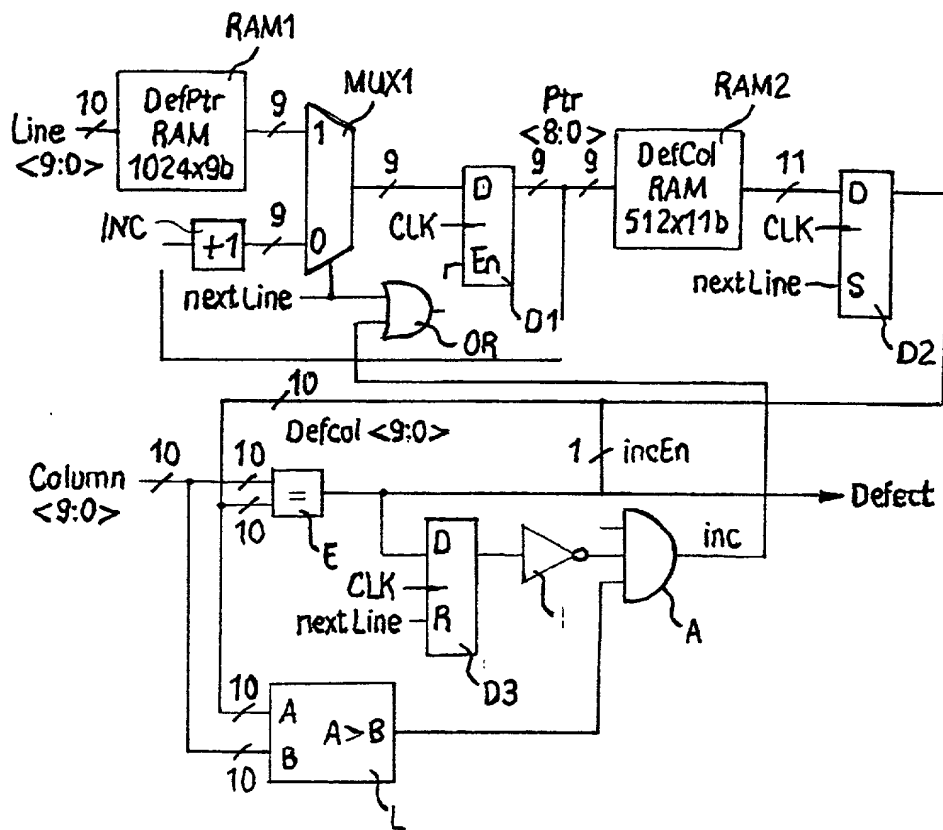 RAM1
MUX1
RAM2
10
DefPtr
RAM
1024x9b
9
Line
<9:0>
1
0
9
Ptr
<8:0>
9
9
D
CLK
En
D1
DefCol
RAM
512x11b
11
D
CLK
nextLine
S
D2
INC
+1
9
nextLine
OR
10
Defcol <9:0>
1
incEn
Column
<9:0>
10
10
10
=
E
Defect
D
CLK
nextLine
R
D3
I
inc
A
10
A
B
A>B
10
L